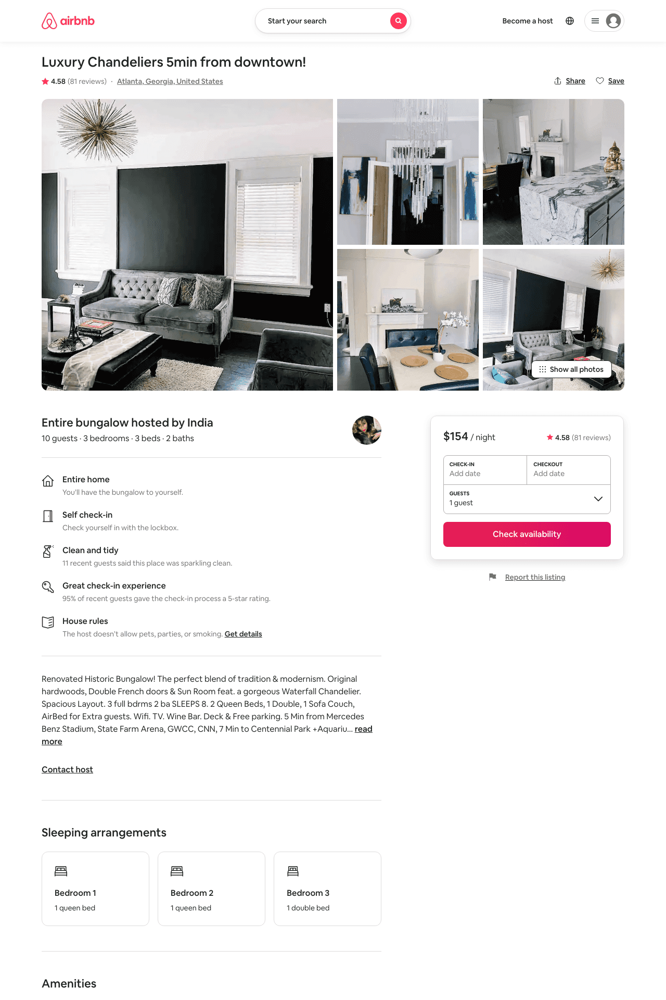 airbnb
Start your search
Become a host
Luxury Chandeliers 5min from downtown!
4.58 (81 reviews) · Atlanta, Georgia, United States
Share
Save
Show all photos
Entire bungalow hosted by India
10 guests · 3 bedrooms · 3 beds · 2 baths
Entire home
You’ll have the bungalow to yourself.
Self check-in
Check yourself in with the lockbox.
Clean and tidy
11 recent guests said this place was sparkling clean.
Great check-in experience
95% of recent guests gave the check-in process a 5-star rating.
House rules
The host doesn’t allow pets, parties, or smoking. Get details
$154 / night
4.58 (81 reviews)
CHECK-IN
Add date
CHECKOUT
Add date
GUESTS
1 guest
Check availability
Report this listing
Renovated Historic Bungalow! The perfect blend of tradition & modernism. Original
hardwoods, Double French doors & Sun Room feat. a gorgeous Waterfall Chandelier.
Spacious Layout. 3 full bdrms 2 ba SLEEPS 8. 2 Queen Beds, 1 Double, 1 Sofa Couch,
AirBed for Extra guests. Wifi. TV. Wine Bar. Deck & Free parking. 5 Min from Mercedes
Benz Stadium, State Farm Arena, GWCC, CNN, 7 Min to Centennial Park +Aquariu... read
more
Contact host
Sleeping arrangements
Bedroom 1
1 queen bed
Bedroom 2
1 queen bed
Bedroom 3
1 double bed
Amenities